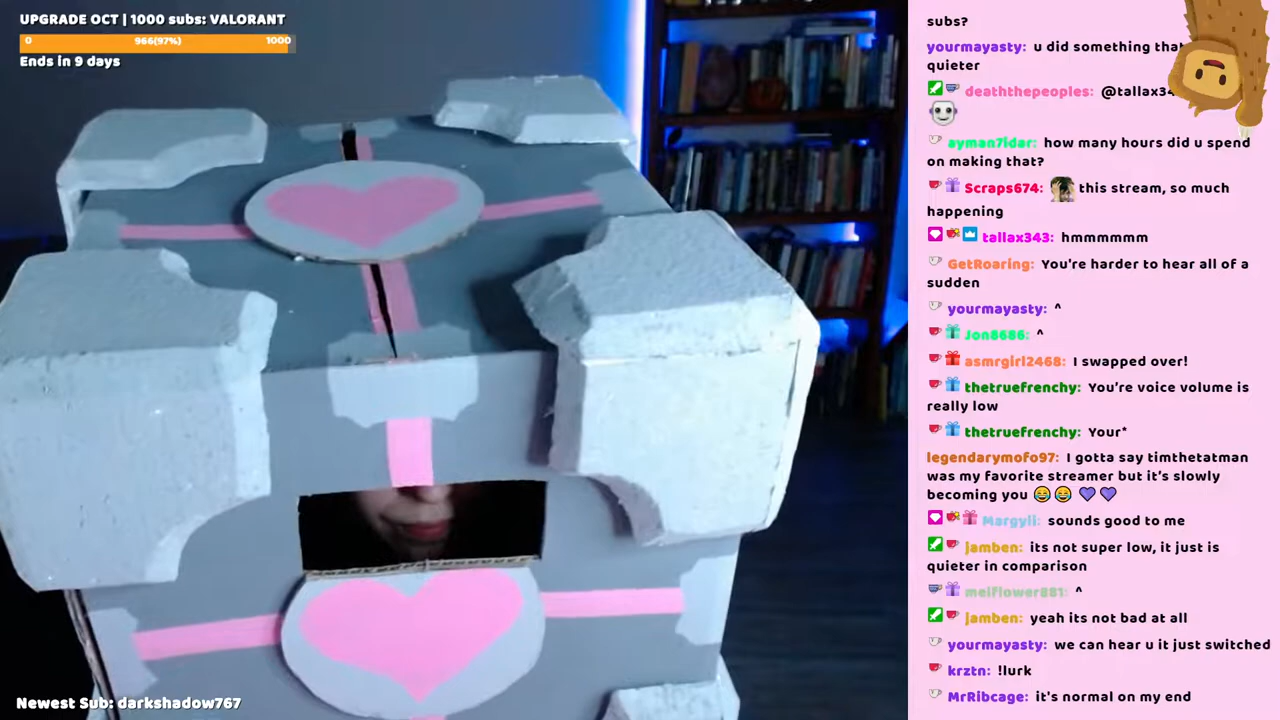 UPGRADE OCT | 1000 subs: VALORANT
0 966(97%) 1000
Ends in 9 days
Newest Sub: darkshadow767
subs?
yourmayasty: u did something that
quieter
deaththepeoples: @tallax34
ayman7idar: how many hours did u spend
on making that?
Scraps674: this stream, so much
happening
tallax343: hmmmmmm
GetRoaring: You're harder to hear all of a
sudden
yourmayasty: ^
Jon8686: ^
asmrgirl2468: I swapped over!
thetruefrenchy: You're voice volume is
really low
thetruefrenchy: Your*
legendarymofo97: I gotta say timthetatman
was my favorite streamer but it's slowly
becoming you 😂 😂 💜 💜
Margyli: sounds good to me
jamben: its not super low, it just is
quieter in comparison
meiflower881: ^
jamben: yeah its not bad at all
yourmayasty: we can hear u it just switched
krztn: !lurk
MrRibcage: it's normal on my end